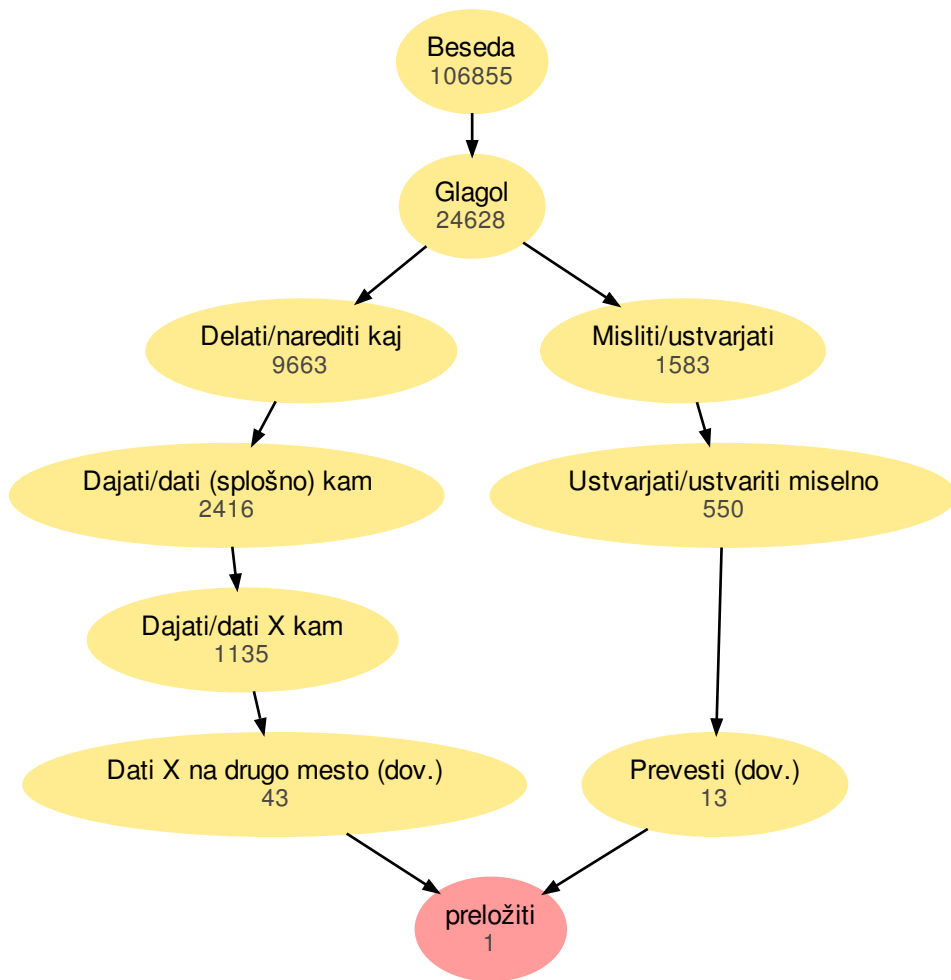 Beseda
106855
Glagol
24628
Delati/narediti kaj
9663
Misliti/ustvarjati
1583
Dajati/dati (splošno) kam
2416
Ustvarjati/ustvariti miselno
550
Dajati/dati X kam
1135
Dati X na drugo mesto (dov.)
43
Prevesti (dov.)
13
preložiti
1